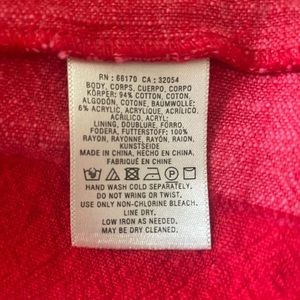 RN : 66170 CA : 32054
BODY, CORPS, CUERPO, CORPO
KÖRPER: 94% COTTON, COTON,
ALGODÓN, COTONE, BAUMWOLLE:
6% ACRYLIC, ACRYLIQUE, ACRÍLICO,
ACRILICO, ACRYL:
LINING, DOUBLURE, FORRO,
FODERA, FUTTERSTOFF: 100%
RAYON, RAYONNE, RAYÓN, RAION,
KUNSTSEIDE
MADE IN CHINA, HECHO EN CHINA,
FABRIQUÉ EN CHINE
HAND WASH COLD SEPARATELY.
DO NOT WRING OR TWIST.
USE ONLY NON-CHLORINE BLEACH.
LINE DRY.
LOW IRON AS NEEDED.
MAY BE DRY CLEANED.